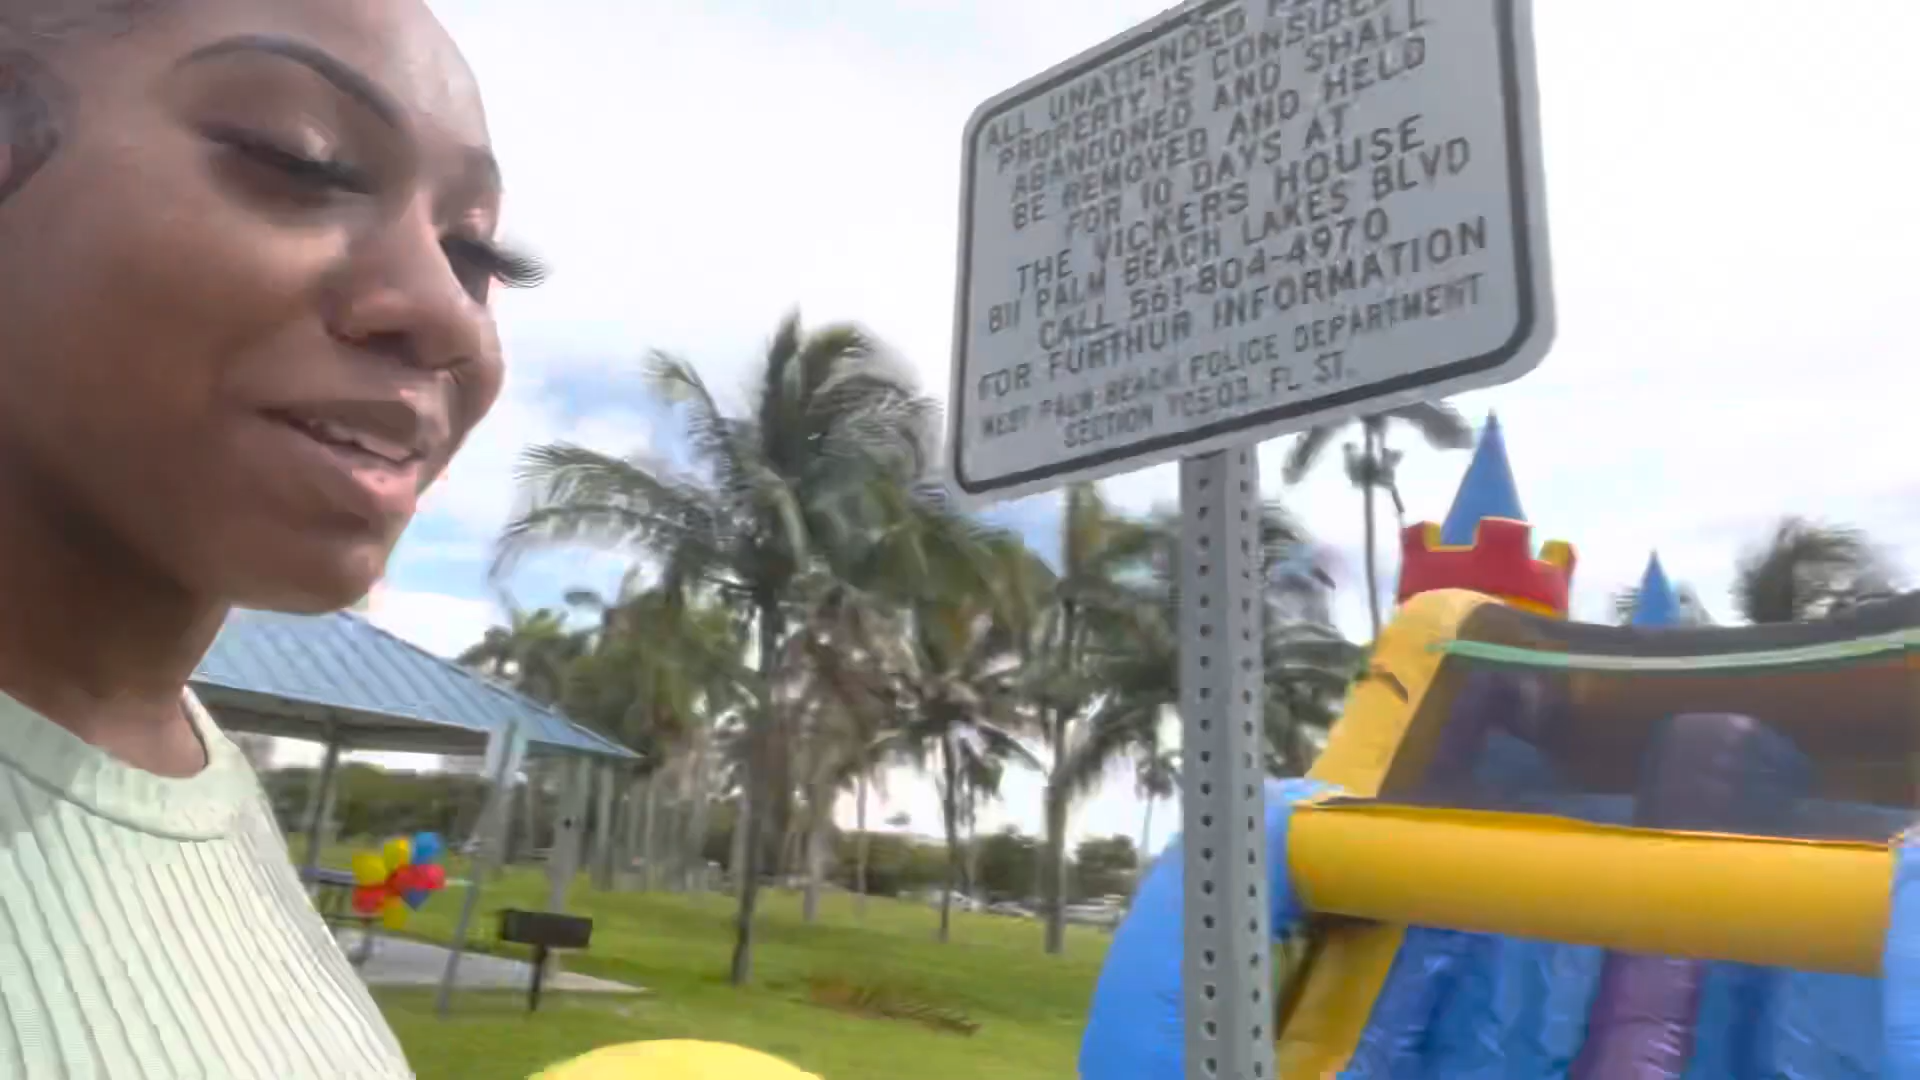 ALL UNATTENDED
PROPERTY IS CONSIDERED
ABANDONED AND SHALL
BE REMOVED AND HELD
FOR 10 DAYS AT
THE VICKERS HOUSE
811 PALM BEACH LAKES BLVD
CALL 561-804-4970
FOR FURTHUR INFORMATION
WEST PALM BEACH POLICE DEPARTMENT
SECTION 705.03, FL ST.